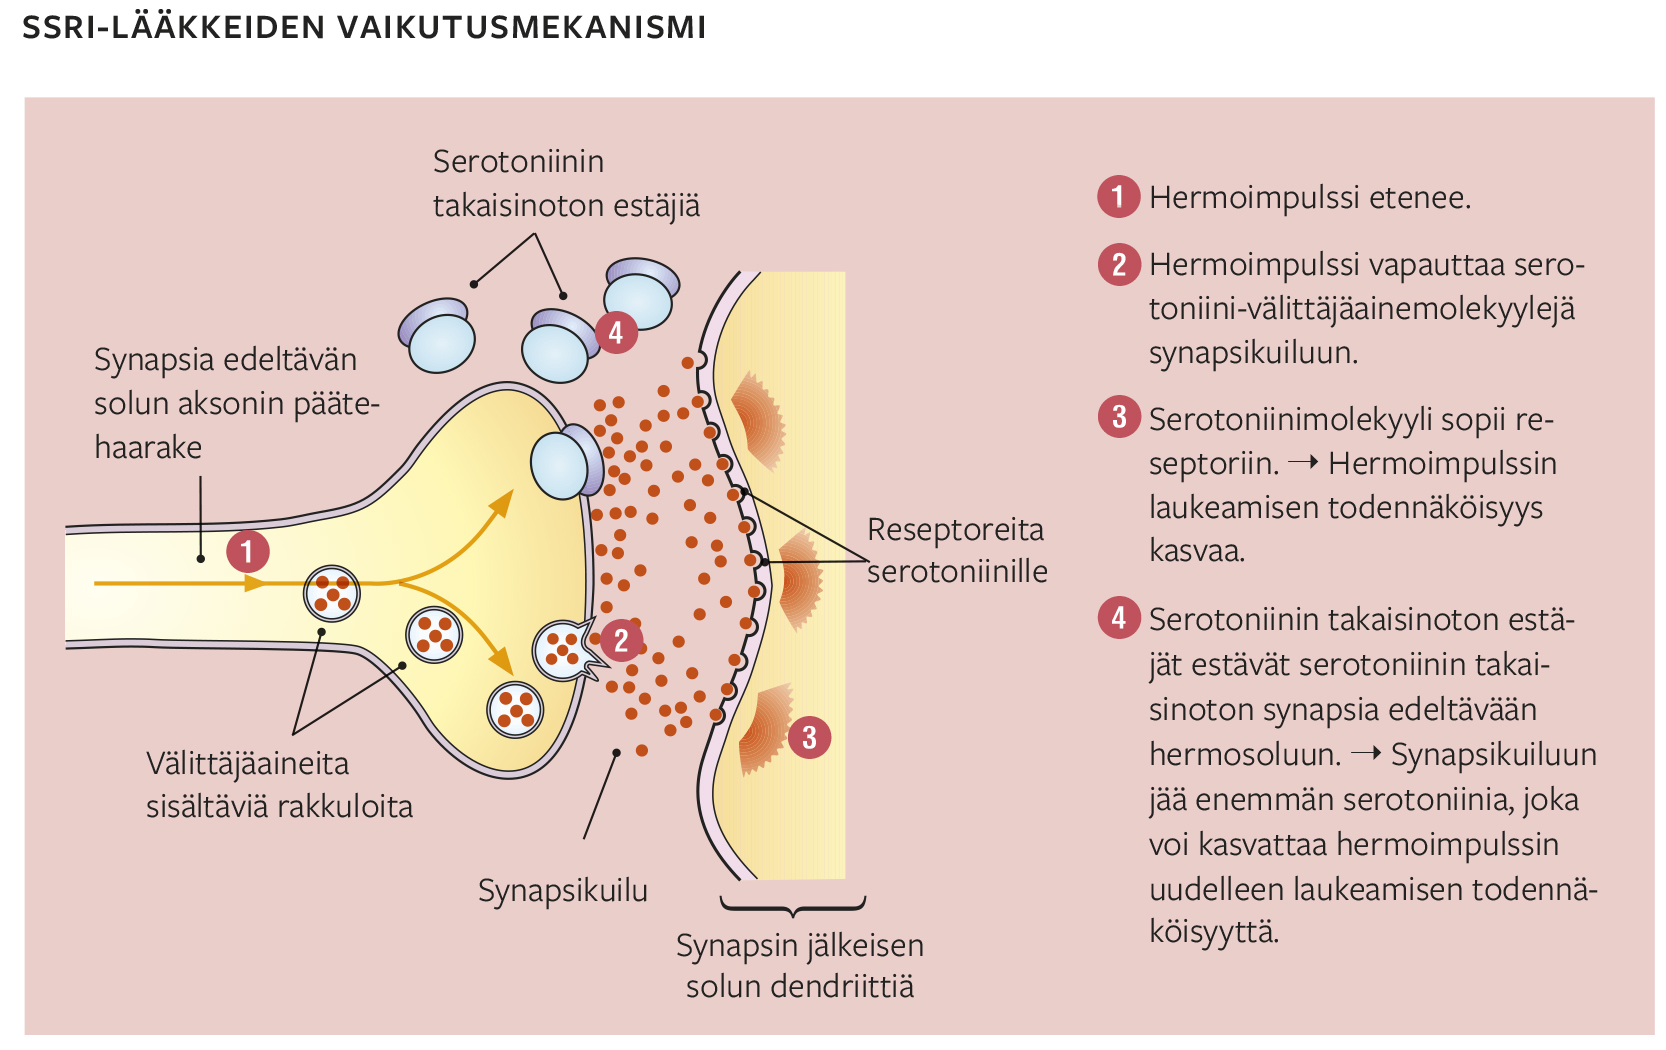 SSRI-LÄÄKKEIDEN VAIKUTUSMEKANISMI
Serotoniinin
takaisinoton estäjiä
4
Synapsia edeltävän
solun aksonin pääte-
haarake
1
2
Reseptoreita
serotoniinille
3
Välittäjäaineita
sisältäviä rakkuloita
Synapsikuilu
Synapsin jälkeisen
solun dendriittiä
1 Hermoimpulssi etenee.
2 Hermoimpulssi vapauttaa sero-
toniini-välittäjäainemolekyylejä
synapsikuiluun.
3 Serotoniinimolekyyli sopii re-
septoriin. → Hermoimpulssin
laukeamisen todennäköisyys
kasvaa.
4 Serotoniinin takaisinoton estä-
jät estävät serotoniinin takai-
sinoton synapsia edeltävään
hermosoluun. → Synapsikuiluun
jää enemmän serotoniinia, joka
voi kasvattaa hermoimpulssin
uudelleen laukeamisen todennä-
köisyyttä.